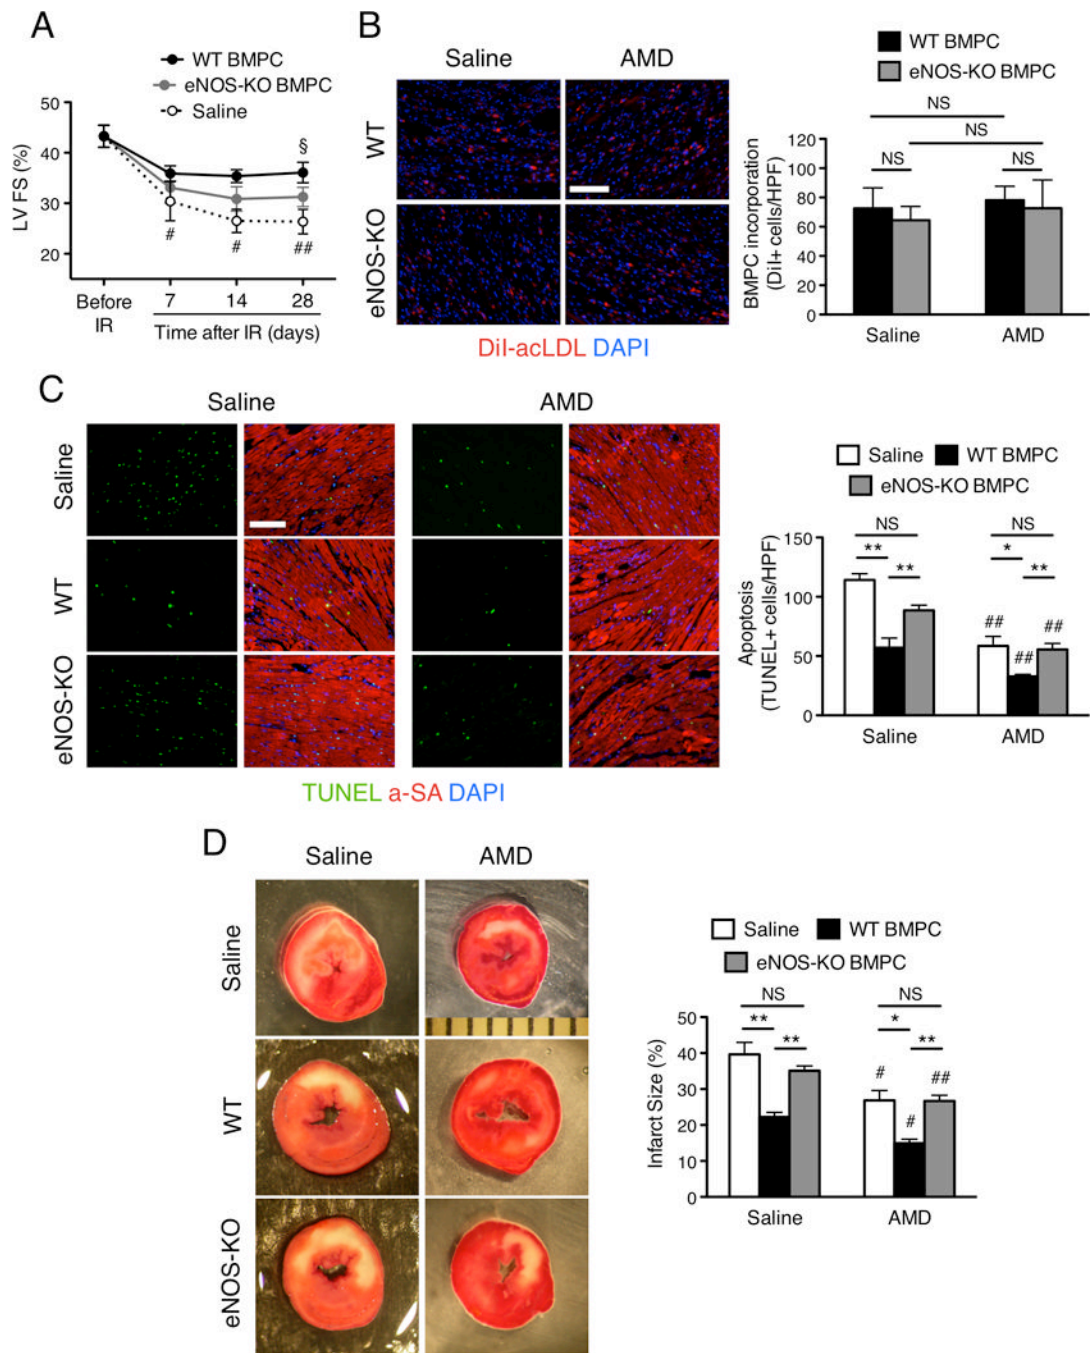 A
WT BMPC
eNOS-KO BMPC
Saline
LV FS (%)
50
40
30
20
§
#
#
##
Before
IR
7
14
28
Time after IR (days)
B
Saline
AMD
WT
eNOS-KO
DiI-acLDL DAPI
WT BMPC
eNOS-KO BMPC
BMPC incorporation
(DiI+ cells/HPF)
120
100
80
60
40
20
0
NS
NS
NS
NS
Saline
AMD
C
Saline
AMD
Saline
WT
eNOS-KO
TUNEL a-SA DAPI
Saline
WT BMPC
eNOS-KO BMPC
Apoptosis
(TUNEL+ cells/HPF)
150
100
50
0
NS
NS
**
*
**
**
##
##
##
Saline
AMD
D
Saline
AMD
Saline
WT
eNOS-KO
Saline
WT BMPC
eNOS-KO BMPC
Infarct Size (%)
50
40
30
20
10
0
NS
NS
**
*
**
**
#
#
##
Saline
AMD